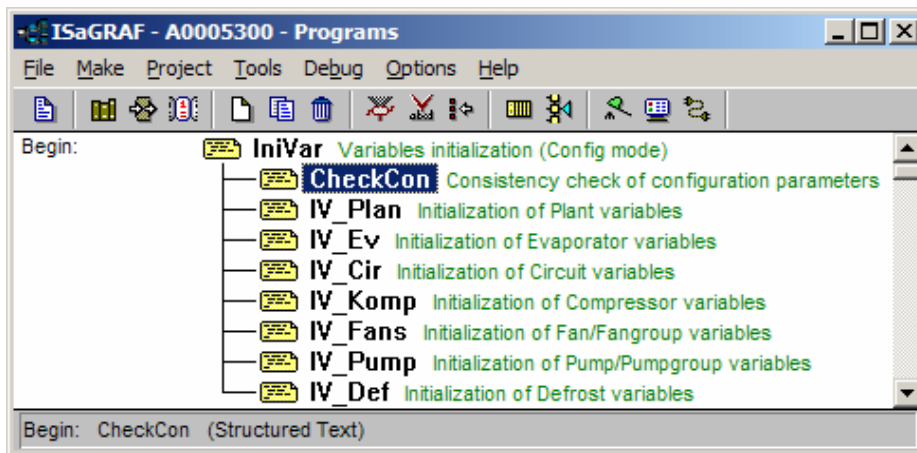 ISaGRAF - A0005300 - Programs
File Make Project Tools Debug Options Help
Begin: IniVar Variables initialization (Config mode)
CheckCon Consistency check of configuration parameters
IV_Plan Initialization of Plant variables
IV_Ev Initialization of Evaporator variables
IV_Cir Initialization of Circuit variables
IV_Komp Initialization of Compressor variables
IV_Fans Initialization of Fan/Fangroup variables
IV_Pump Initialization of Pump/Pumpgroup variables
IV_Def Initialization of Defrost variables
Begin: CheckCon (Structured Text)